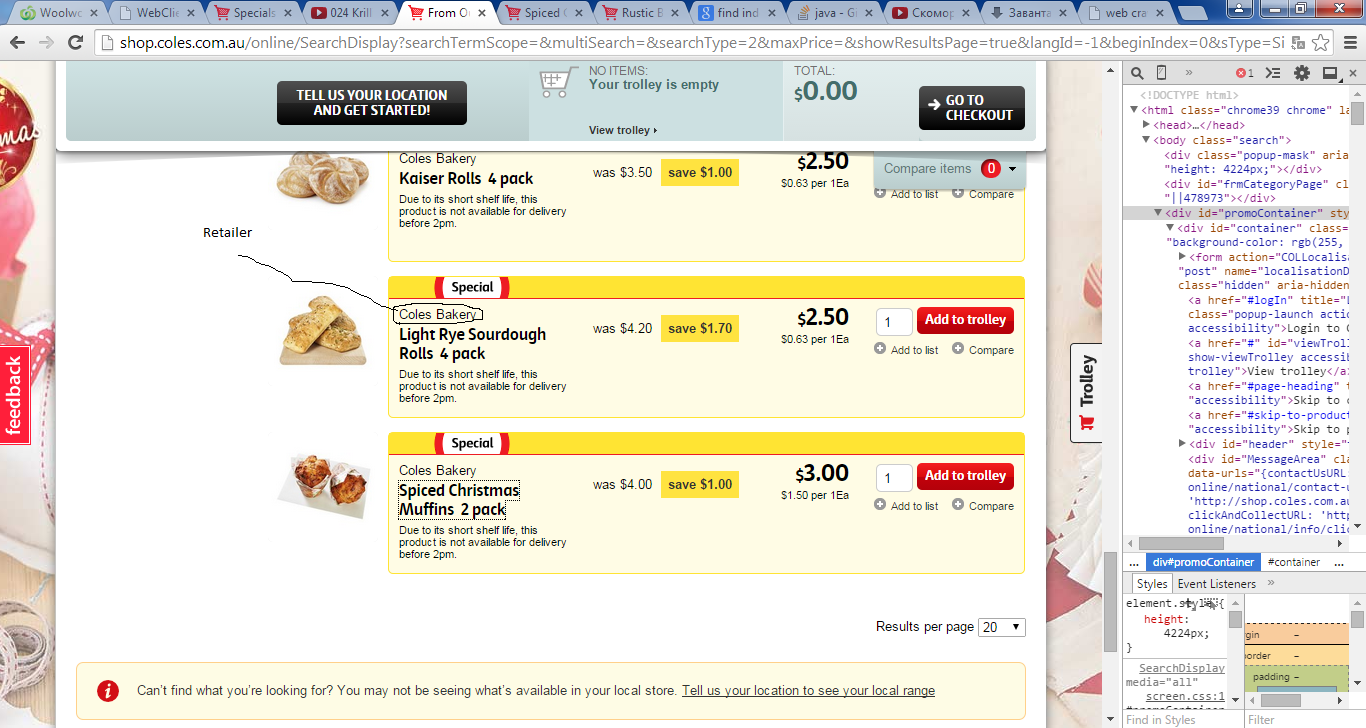 Woolwo
WebClie
Specials
024 Krill
From Ou
Spiced C
Rustic B
find ind
java - Gi
Скомор
Заванта
web cra
shop.coles.com.au/online/SearchDisplay?searchTermScope=&multiSearch=&searchType=2&maxPrice=&showResultsPage=true&langId=-1&beginIndex=0&sType=Si
TELL US YOUR LOCATION
AND GET STARTED!
NO ITEMS:
Your trolley is empty
View trolley
TOTAL:
$0.00
GO TO
CHECKOUT
Compare items 0
Coles Bakery
Kaiser Rolls 4 pack
Due to its short shelf life, this
product is not available for delivery
before 2pm.
was $3.50
save $1.00
$2.50
$0.63 per 1Ea
Add to list
Compare
Retailer
Special
Coles Bakery
Light Rye Sourdough
Rolls 4 pack
Due to its short shelf life, this
product is not available for delivery
before 2pm.
was $4.20
save $1.70
$2.50
$0.63 per 1Ea
1
Add to trolley
Add to list
Compare
Special
Coles Bakery
Spiced Christmas
Muffins 2 pack
Due to its short shelf life, this
product is not available for delivery
before 2pm.
was $4.00
save $1.00
$3.00
$1.50 per 1Ea
1
Add to trolley
Add to list
Compare
Results per page 20
Can't find what you're looking for? You may not be seeing what's available in your local store. Tell us your location to see your local range
feedback
Trolley
1
<!DOCTYPE html>
<html class="chrome39 chrome" la
<head>…</head>
<body class="search">
<div class="popup-mask" aria
"height: 4224px;"></div>
<div id="frmCategoryPage" cl
"||478973"></div>
<div id="promoContainer" sty
<div id="container" class=
"background-color: rgb(255,
<form action="COLLocalisa
"post" name="localisationD
class="hidden" aria-hidden
<a href="#logIn" title="L
class="popup-launch actio
accessibility">Login to C
<a href="#" id="viewTroll
show-viewTrolley accessib
trolley">View trolley</a>
<a href="#page-heading" t
"accessibility">Skip to c
<a href="#skip-to-product
"accessibility">Skip to p
<div id="header" style="
<div id="MessageArea" cl
data-urls="{contactUsURL:
online/national/contact-u
'http://shop.coles.com.au
clickAndCollectURL: 'http
online/national/info/clic
...
div#promoContainer
#container
...
Styles
Event Listeners
»
element.style {
height:
4224px;
}
SearchDisplay
media="all"
screen.css:1
#promoContainer
Find in Styles
gin
order
padding
Filter